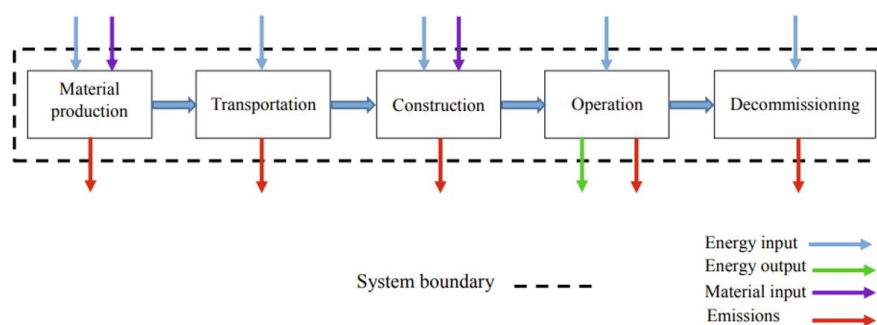 Material
production
Transportation
Construction
Operation
Decommissioning
Energy input
Energy output
Material input
Emissions
System boundary